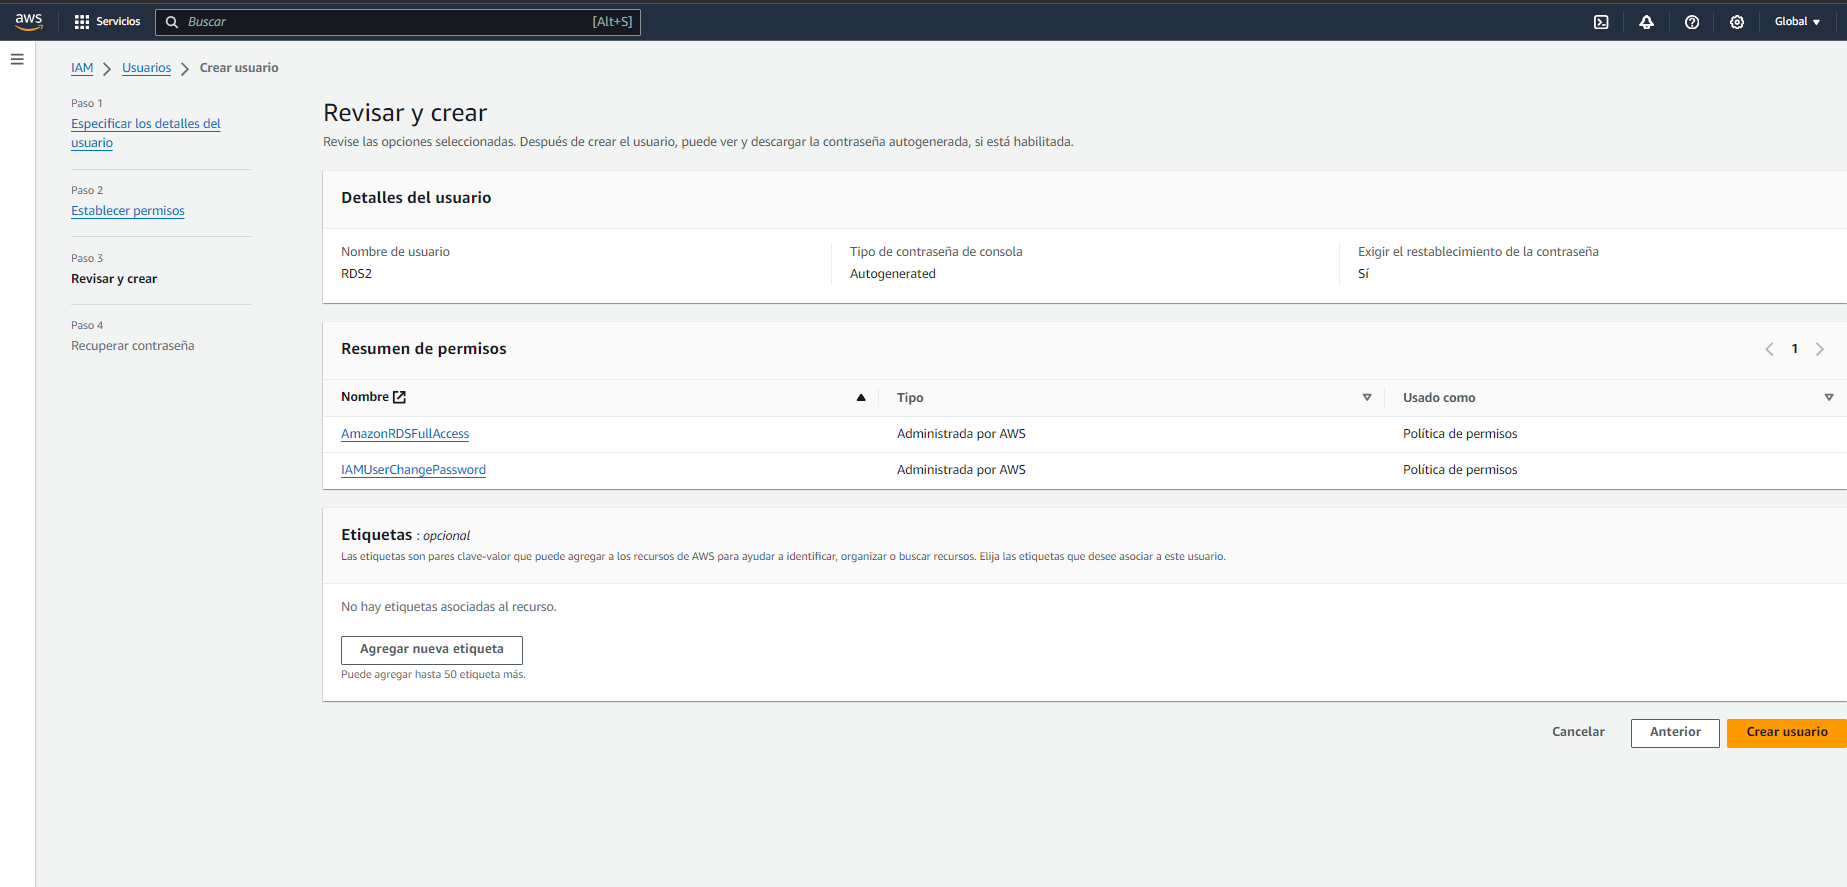 aws
Servicios
Buscar
[Alt+S]
Global
IAM
Usuarios
Crear usuario
Paso 1
Especificar los detalles del
usuario
Paso 2
Establecer permisos
Paso 3
Revisar y crear
Paso 4
Recuperar contraseña
Revisar y crear
Revise las opciones seleccionadas. Después de crear el usuario, puede ver y descargar la contraseña autogenerada, si está habilitada.
Detalles del usuario
Nombre de usuario
RDS2
Tipo de contraseña de consola
Autogenerated
Exigir el restablecimiento de la contraseña
Sí
Resumen de permisos
1
Nombre
Tipo
Usado como
AmazonRDSFullAccess
Administrada por AWS
Política de permisos
IAMUserChangePassword
Administrada por AWS
Política de permisos
Etiquetas : opcional
Las etiquetas son pares clave-valor que puede agregar a los recursos de AWS para ayudar a identificar, organizar o buscar recursos. Elija las etiquetas que desee asociar a este usuario.
No hay etiquetas asociadas al recurso.
Agregar nueva etiqueta
Puede agregar hasta 50 etiqueta más.
Cancelar
Anterior
Crear usuario